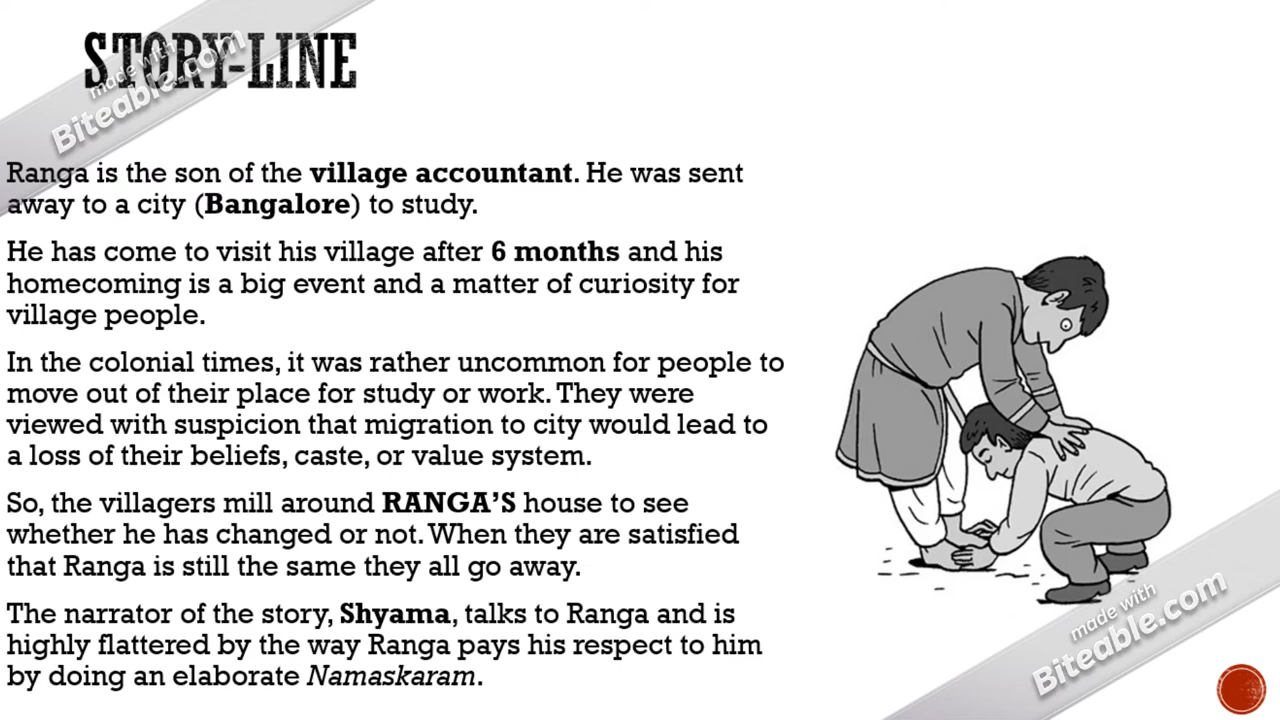 STORY-LINE
made with
Biteable.com
Ranga is the son of the village accountant. He was sent
away to a city (Bangalore) to study.
He has come to visit his village after 6 months and his
homecoming is a big event and a matter of curiosity for
village people.
In the colonial times, it was rather uncommon for people to
move out of their place for study or work. They were
viewed with suspicion that migration to city would lead to
a loss of their beliefs, caste, or value system.
So, the villagers mill around RANGA’S house to see
whether he has changed or not. When they are satisfied
that Ranga is still the same they all go away.
The narrator of the story, Shyama, talks to Ranga and is
highly flattered by the way Ranga pays his respect to him
by doing an elaborate Namaskaram.
made with
Biteable.com